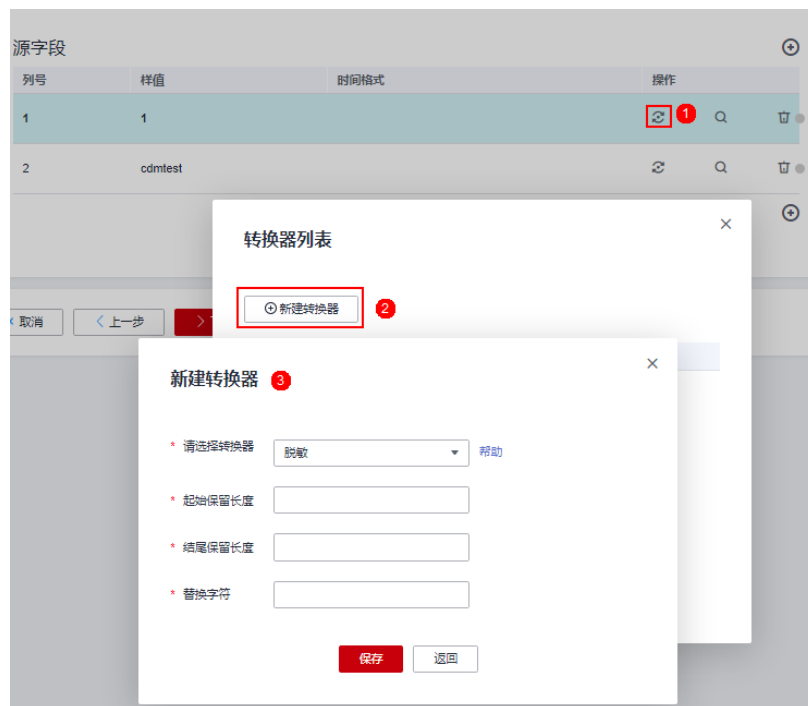 源字段
列号 样值 时间格式 操作
1 1 1
2 cdmtest
转换器列表
新建转换器 2
取消 上一步
新建转换器 3
* 请选择转换器 脱敏 帮助
* 起始保留长度
* 结尾保留长度
* 替换字符
保存 返回